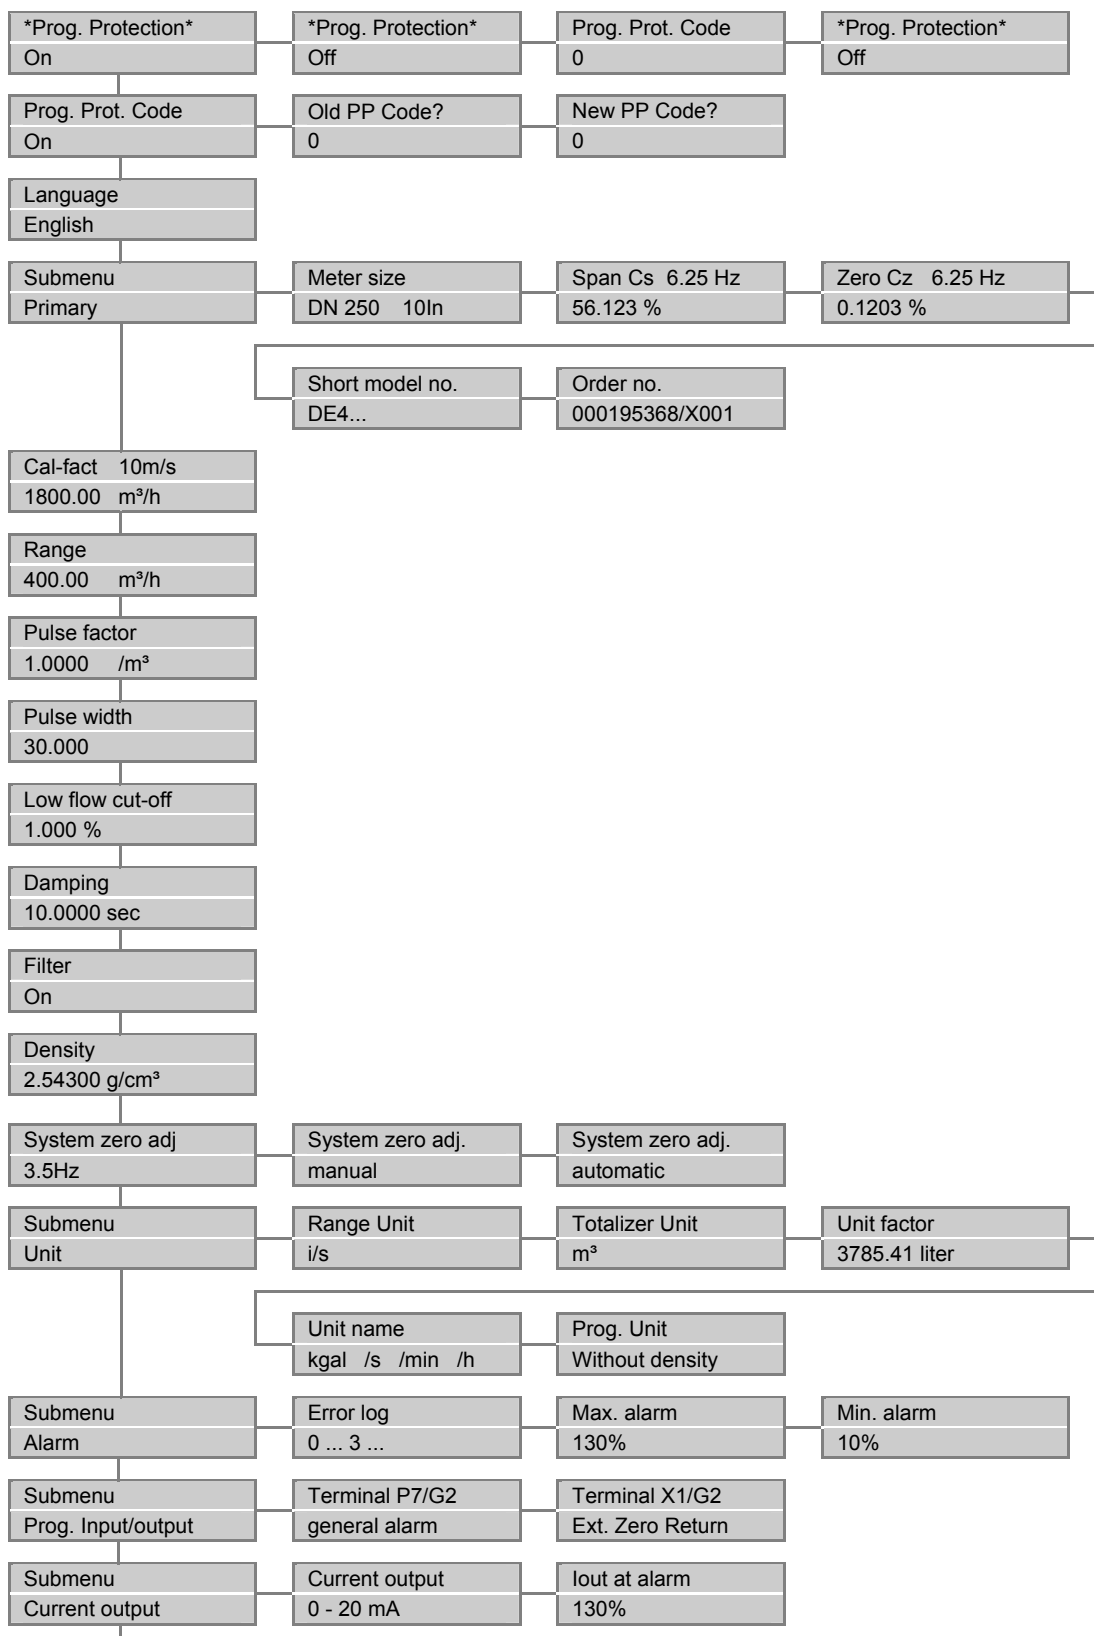 *Prog. Protection*
On
*Prog. Protection*
Off
Prog. Prot. Code
0
*Prog. Protection*
Off
Prog. Prot. Code
On
Old PP Code?
0
New PP Code?
0
Language
English
Submenu
Primary
Meter size
DN 250 10In
Span Cs 6.25 Hz
56.123 %
Zero Cz 6.25 Hz
0.1203 %
Short model no.
DE4...
Order no.
000195368/X001
Cal-fact 10m/s
1800.00 m³/h
Range
400.00 m³/h
Pulse factor
1.0000 /m³
Pulse width
30.000
Low flow cut-off
1.000 %
Damping
10.0000 sec
Filter
On
Density
2.54300 g/cm³
System zero adj
3.5Hz
System zero adj.
manual
System zero adj.
automatic
Submenu
Unit
Range Unit
i/s
Totalizer Unit
m³
Unit factor
3785.41 liter
Unit name
kgal /s /min /h
Prog. Unit
Without density
Submenu
Alarm
Error log
0 ... 3 ...
Max. alarm
130%
Min. alarm
10%
Submenu
Prog. Input/output
Terminal P7/G2
general alarm
Terminal X1/G2
Ext. Zero Return
Submenu
Current output
Current output
0 - 20 mA
Iout at alarm
130%